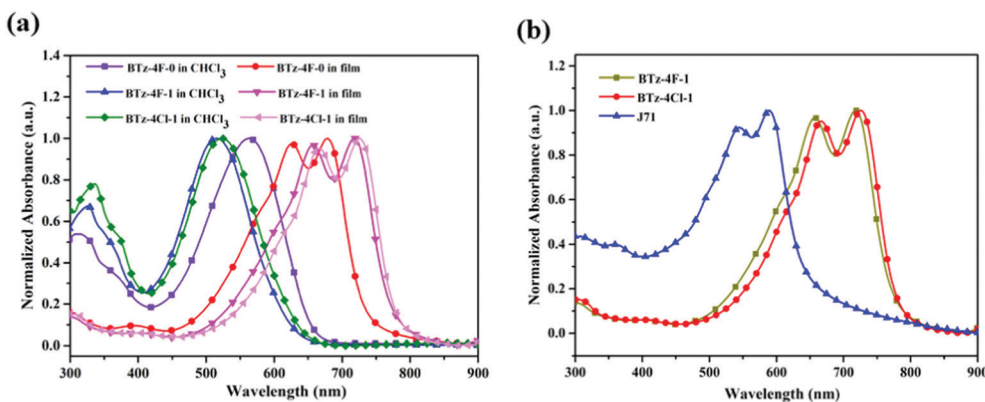 (a)
1.4
1.2
1.0
0.8
0.6
0.4
0.2
0.0
Normalized Absorbance (a.u.)
BTz-4F-0 in CHCl3 BTz-4F-0 in film
BTz-4F-1 in CHCl3 BTz-4F-1 in film
BTz-4Cl-1 in CHCl3 BTz-4Cl-1 in film
300 400 500 600 700 800 900
Wavelength (nm)
(b)
1.2
1.0
0.8
0.6
0.4
0.2
0.0
Normalized Absorbance (a.u.)
BTz-4F-1
BTz-4Cl-1
J71
300 400 500 600 700 800 900
Wavelength (nm)